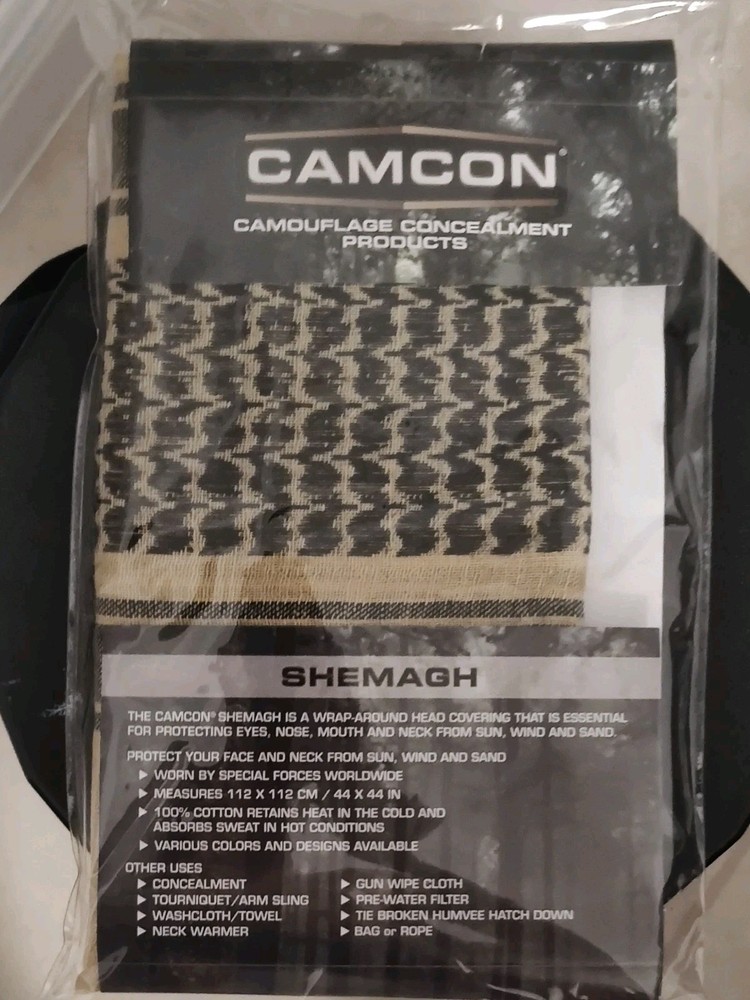 CAMCON®
CAMOUFLAGE CONCEALMENT
PRODUCTS
SHEMAGH
THE CAMCON® SHEMAGH IS A WRAP-AROUND HEAD COVERING THAT IS ESSENTIAL
FOR PROTECTING EYES, NOSE, MOUTH AND NECK FROM SUN, WIND AND SAND.
PROTECT YOUR FACE AND NECK FROM SUN, WIND AND SAND
▶ WORN BY SPECIAL FORCES WORLDWIDE
▶ MEASURES 112 X 112 CM / 44 X 44 IN
▶ 100% COTTON RETAINS HEAT IN THE COLD AND
ABSORBS SWEAT IN HOT CONDITIONS
▶ VARIOUS COLORS AND DESIGNS AVAILABLE
OTHER USES
▶ CONCEALMENT
▶ TOURNIQUET/ARM SLING
▶ WASHCLOTH/TOWEL
▶ NECK WARMER
▶ GUN WIPE CLOTH
▶ PRE-WATER FILTER
▶ TIE BROKEN HUMVEE HATCH DOWN
▶ BAG or ROPE